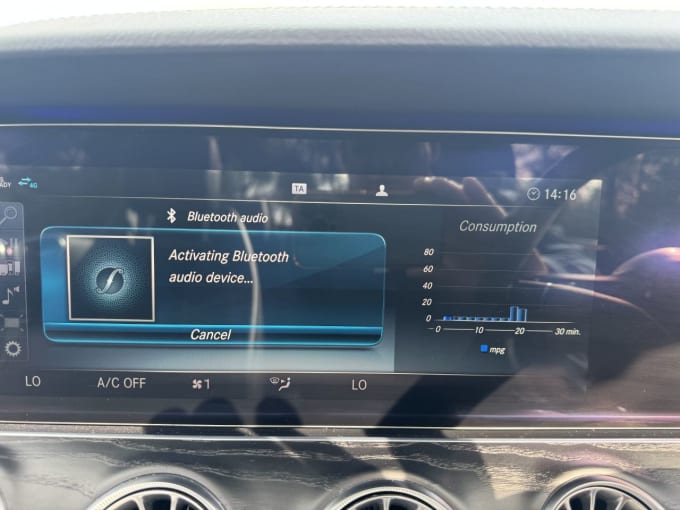 4G
TA
14:16
Bluetooth audio
Activating Bluetooth
audio device...
Cancel
Consumption
80
60
40
20
0
0 10 20 30 min.
mpg
LO A/C OFF 1 LO